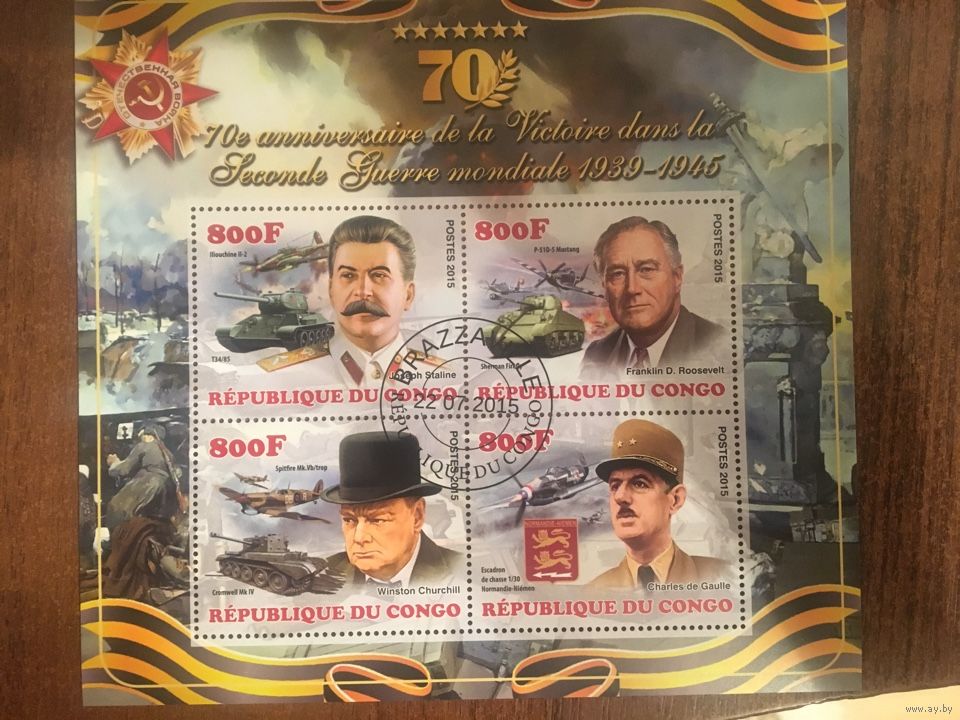 70
70e anniversaire de la Victoire dans la
Seconde Guerre mondiale 1939-1945
ОТЕЧЕСТВЕННАЯ ВОЙНА
800F
Iliouchine Il-2
POSTES 2015
T34/85
Joseph Staline
RÉPUBLIQUE DU CONGO
800F
P-51D-5 Mustang
POSTES 2015
Sherman Firefly
Franklin D. Roosevelt
RÉPUBLIQUE DU CONGO
BRAZZAVILLE
22 07 2015
RÉPUBLIQUE DU CONGO
800F
Spitfire Mk.Vb/trop
POSTES 2015
Cromwell Mk IV
Winston Churchill
RÉPUBLIQUE DU CONGO
800F
POSTES 2015
NORMANDIE-NIEMEN
Escadron
de chasse 1/30
Normandie-Niémen
Charles de Gaulle
RÉPUBLIQUE DU CONGO
www.ay.by